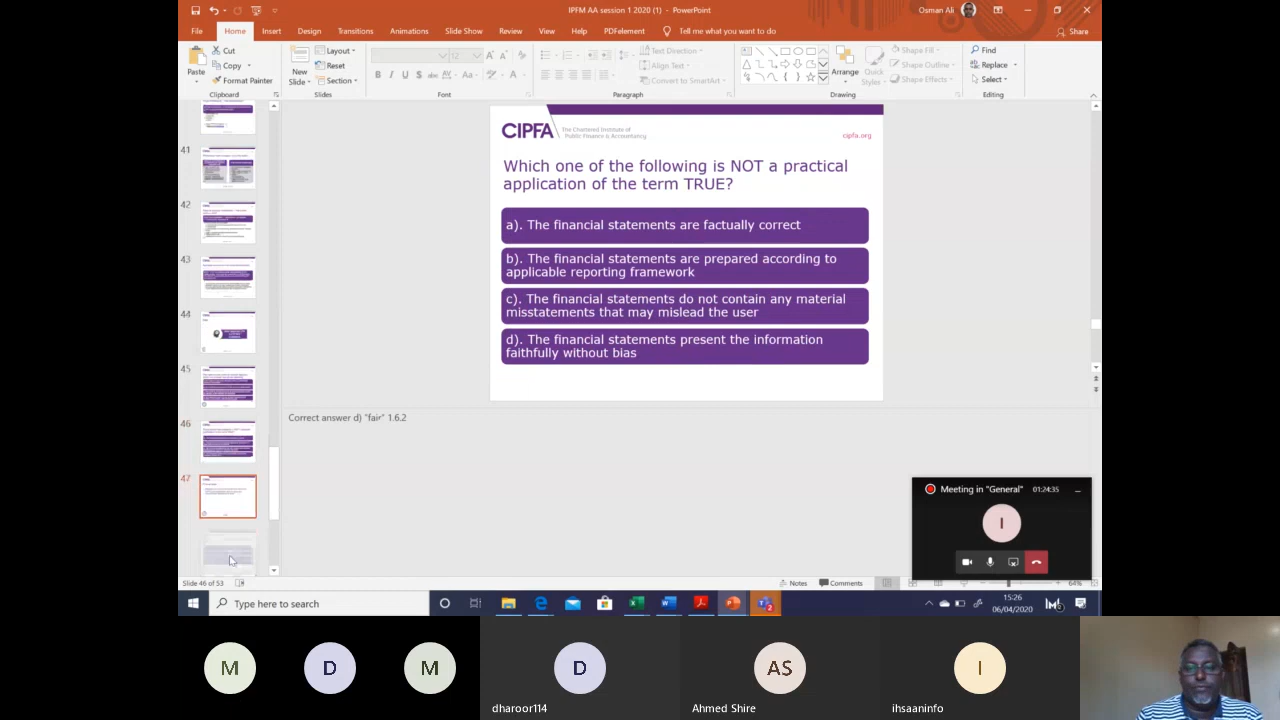 IPFM AA session 1 2020 (1) - PowerPoint
Osman Ali
File Home Insert Design Transitions Animations Slide Show Review View Help PDFelement Tell me what you want to do Share
Paste
Cut
Copy
Format Painter
Clipboard
New
Slide
Layout
Reset
Section
Slides
12
B I U S abc AV Aa A
Font
Text Direction
Align Text
Convert to SmartArt
Paragraph
Arrange
Quick
Styles
Shape Fill
Shape Outline
Shape Effects
Drawing
Find
Replace
Select
Editing
41
42
43
44
45
46
47
CIPFA
The Chartered Institute of
Public Finance & Accountancy
cipfa.org
Which one of the following is NOT a practical
application of the term TRUE?
a). The financial statements are factually correct
b). The financial statements are prepared according to
applicable reporting framework
c). The financial statements do not contain any material
misstatements that may mislead the user
d). The financial statements present the information
faithfully without bias
Correct answer d) "fair" 1.6.2
Meeting in "General" 01:24:35
I
Slide 46 of 53
Notes
Comments
64%
Type here to search
15:26
06/04/2020
M
D
M
D
dharoor114
AS
Ahmed Shire
I
ihsaaninfo